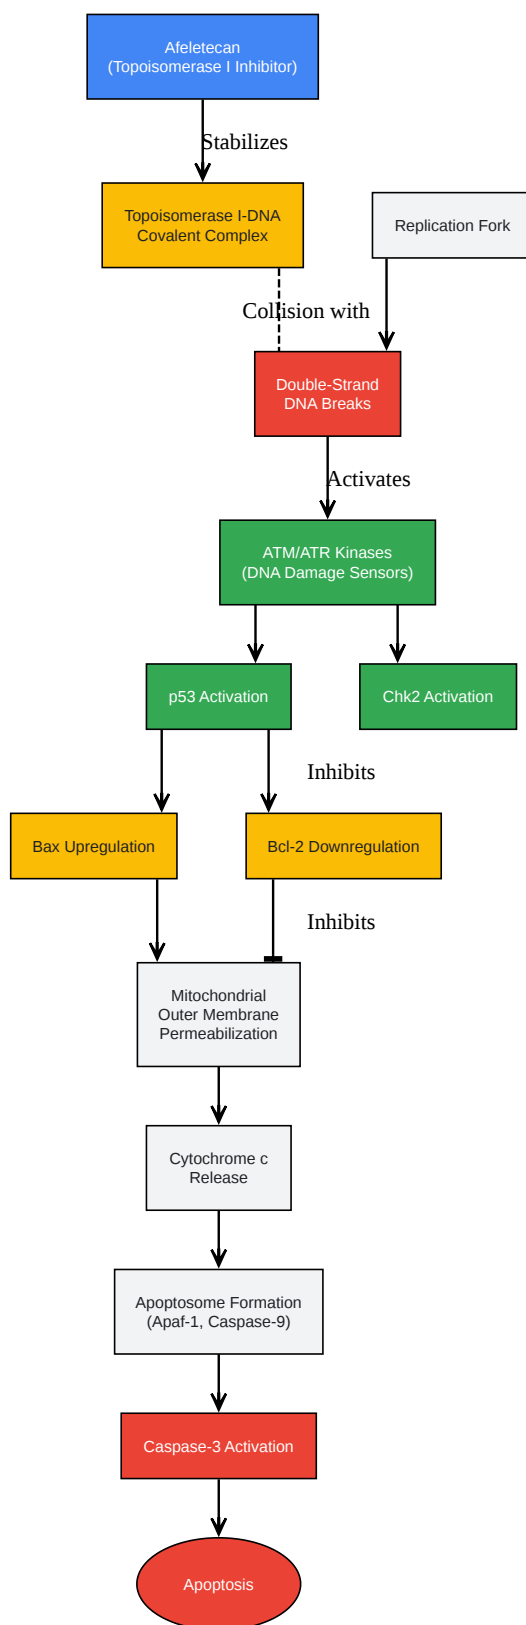 Afeletecan
(Topoisomerase I Inhibitor)
Stabilizes
Topoisomerase I-DNA
Covalent Complex
Replication Fork
Collision with
Double-Strand
DNA Breaks
Activates
ATM/ATR Kinases
(DNA Damage Sensors)
p53 Activation
Chk2 Activation
Inhibits
Bax Upregulation
Bcl-2 Downregulation
Inhibits
Mitochondrial
Outer Membrane
Permeabilization
Cytochrome c
Release
Apoptosome Formation
(Apaf-1, Caspase-9)
Caspase-3 Activation
Apoptosis